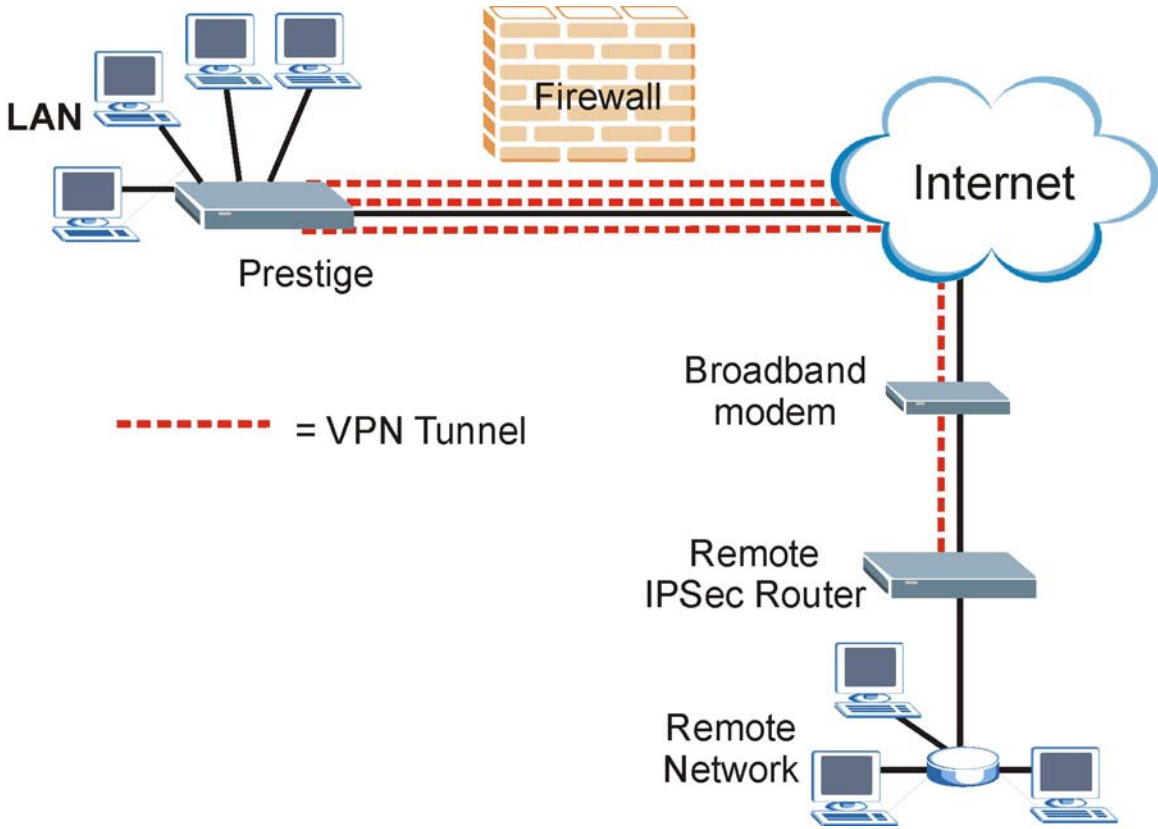 Firewall
LAN
Internet
Prestige
Broadband
modem
= VPN Tunnel
Remote
IPSec Router
Remote
Network